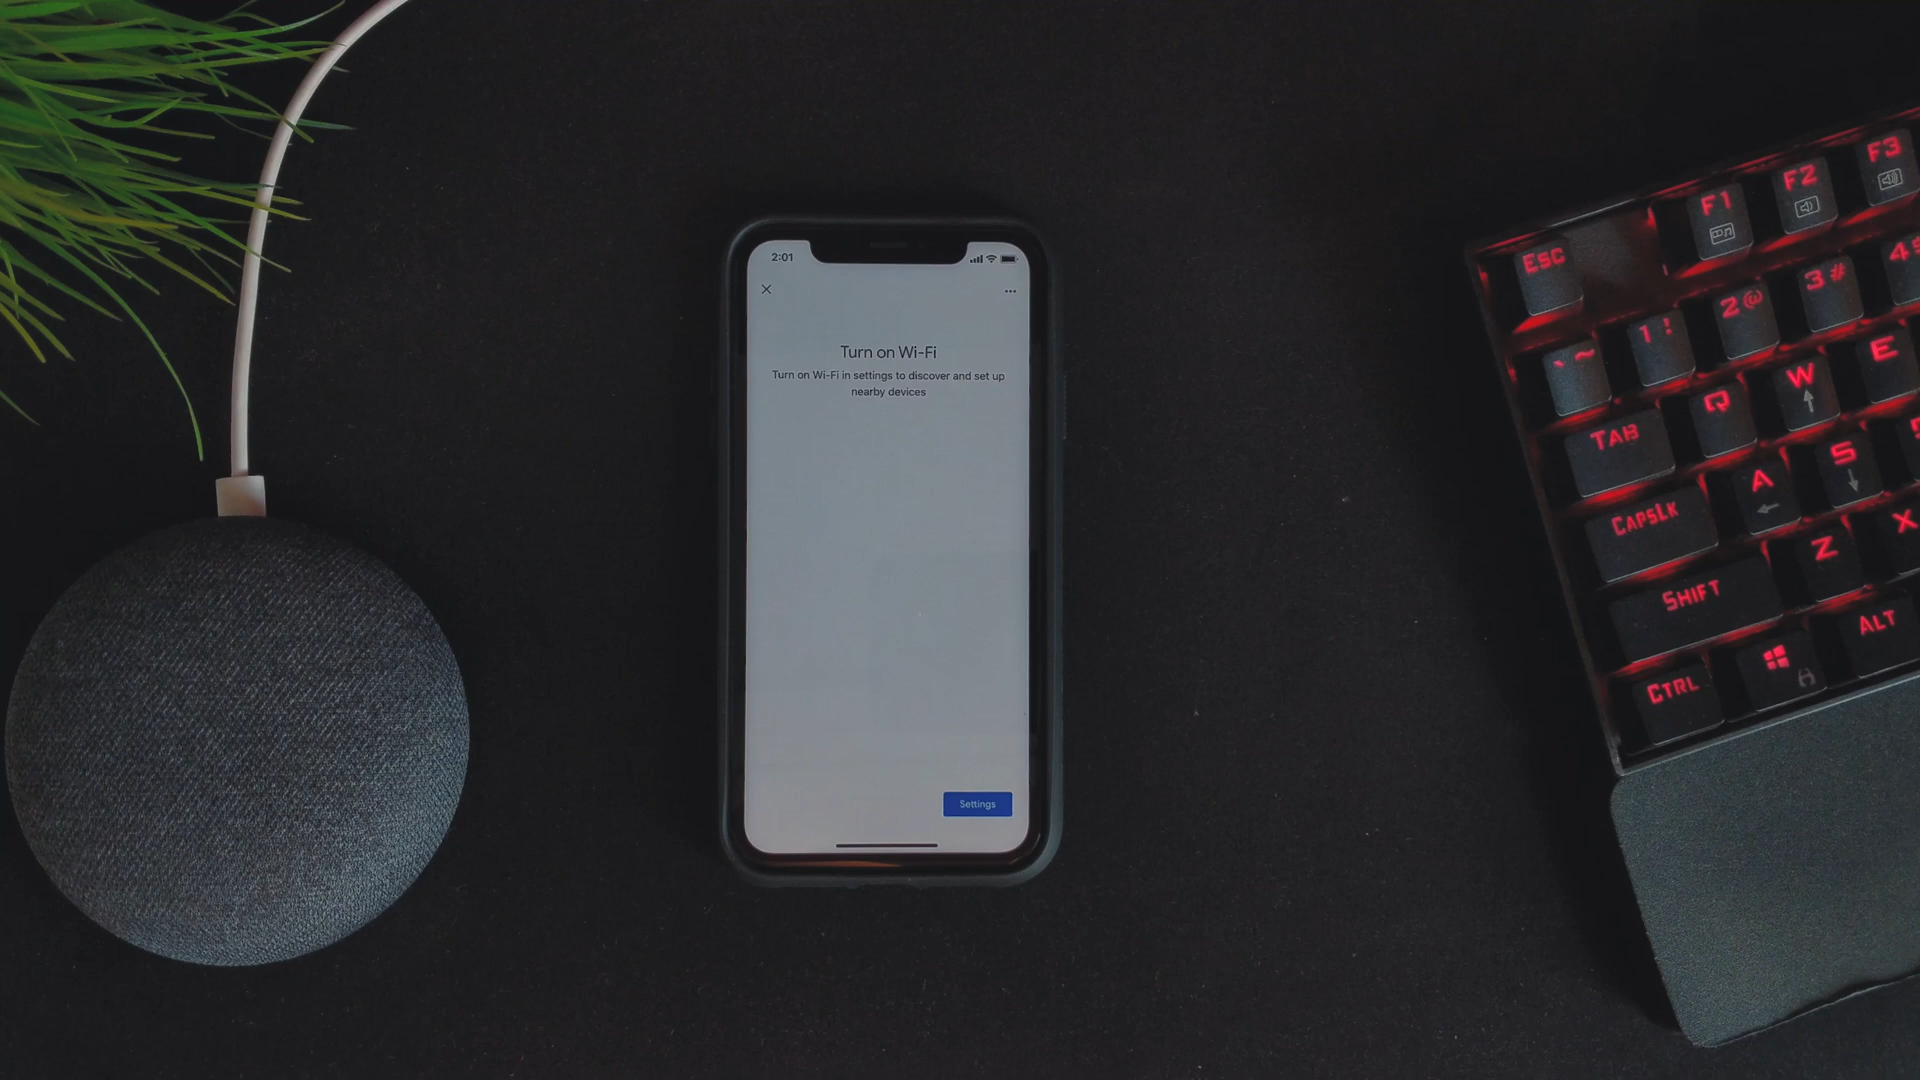 2:01
Turn on Wi-Fi
Turn on Wi-Fi in settings to discover and set up
nearby devices
Settings
F1 F2 F3
Esc
` ~ 1 ! 2 @ 3 # 4 $
Tab Q W E
CapsLk A S
Shift Z X
Ctrl Alt